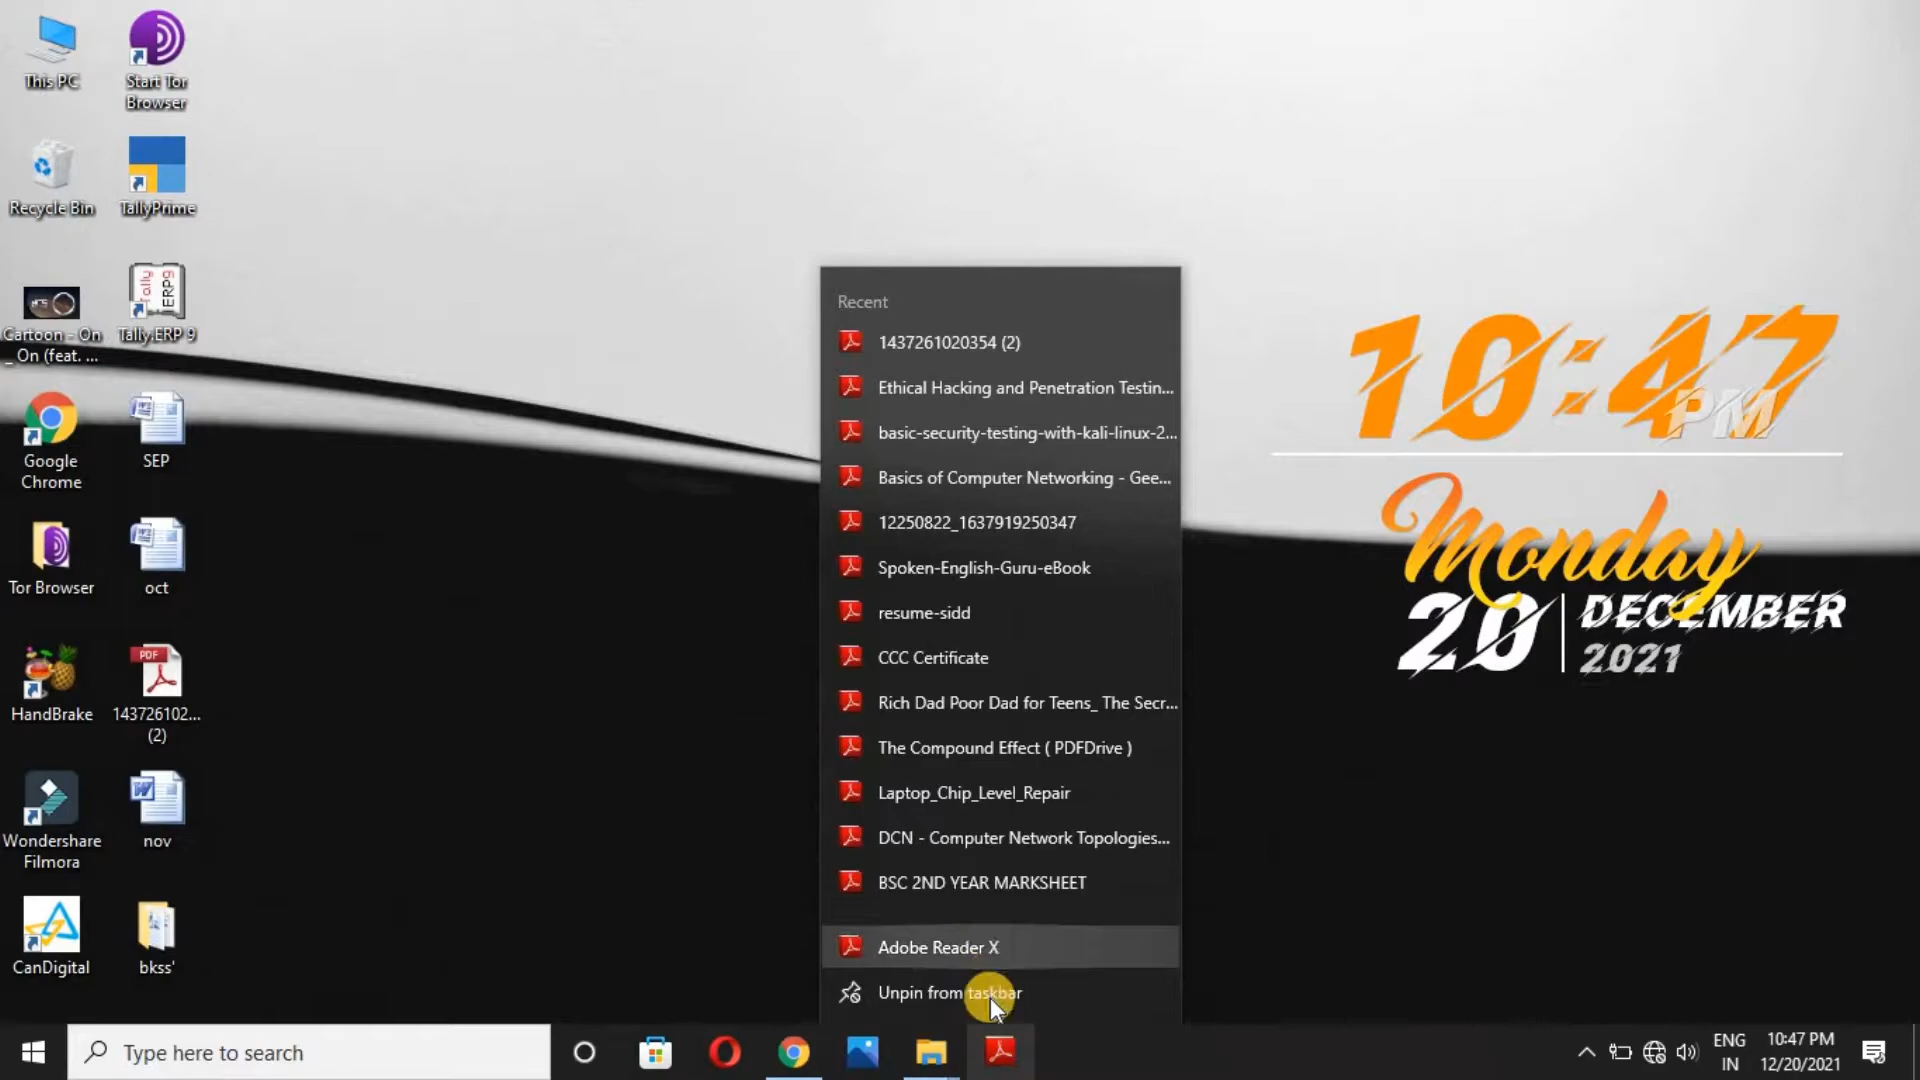 This PC
Start Tor
Browser
Recycle Bin
TallyPrime
Cartoon - On
_ On (feat. ...
Tally
ERP9
Tally.ERP 9
Google
Chrome
SEP
Tor Browser
oct
HandBrake
PDF
143726102...
(2)
Wondershare
Filmora
nov
CanDigital
bkss'
Recent
1437261020354 (2)
Ethical Hacking and Penetration Testin...
basic-security-testing-with-kali-linux-2...
Basics of Computer Networking - Gee...
12250822_1637919250347
Spoken-English-Guru-eBook
resume-sidd
CCC Certificate
Rich Dad Poor Dad for Teens_ The Secr...
The Compound Effect ( PDFDrive )
Laptop_Chip_Level_Repair
DCN - Computer Network Topologies...
BSC 2ND YEAR MARKSHEET
Adobe Reader X
Unpin from taskbar
10:47
PM
Monday
20
DECEMBER
2021
Type here to search
ENG
IN
10:47 PM
12/20/2021